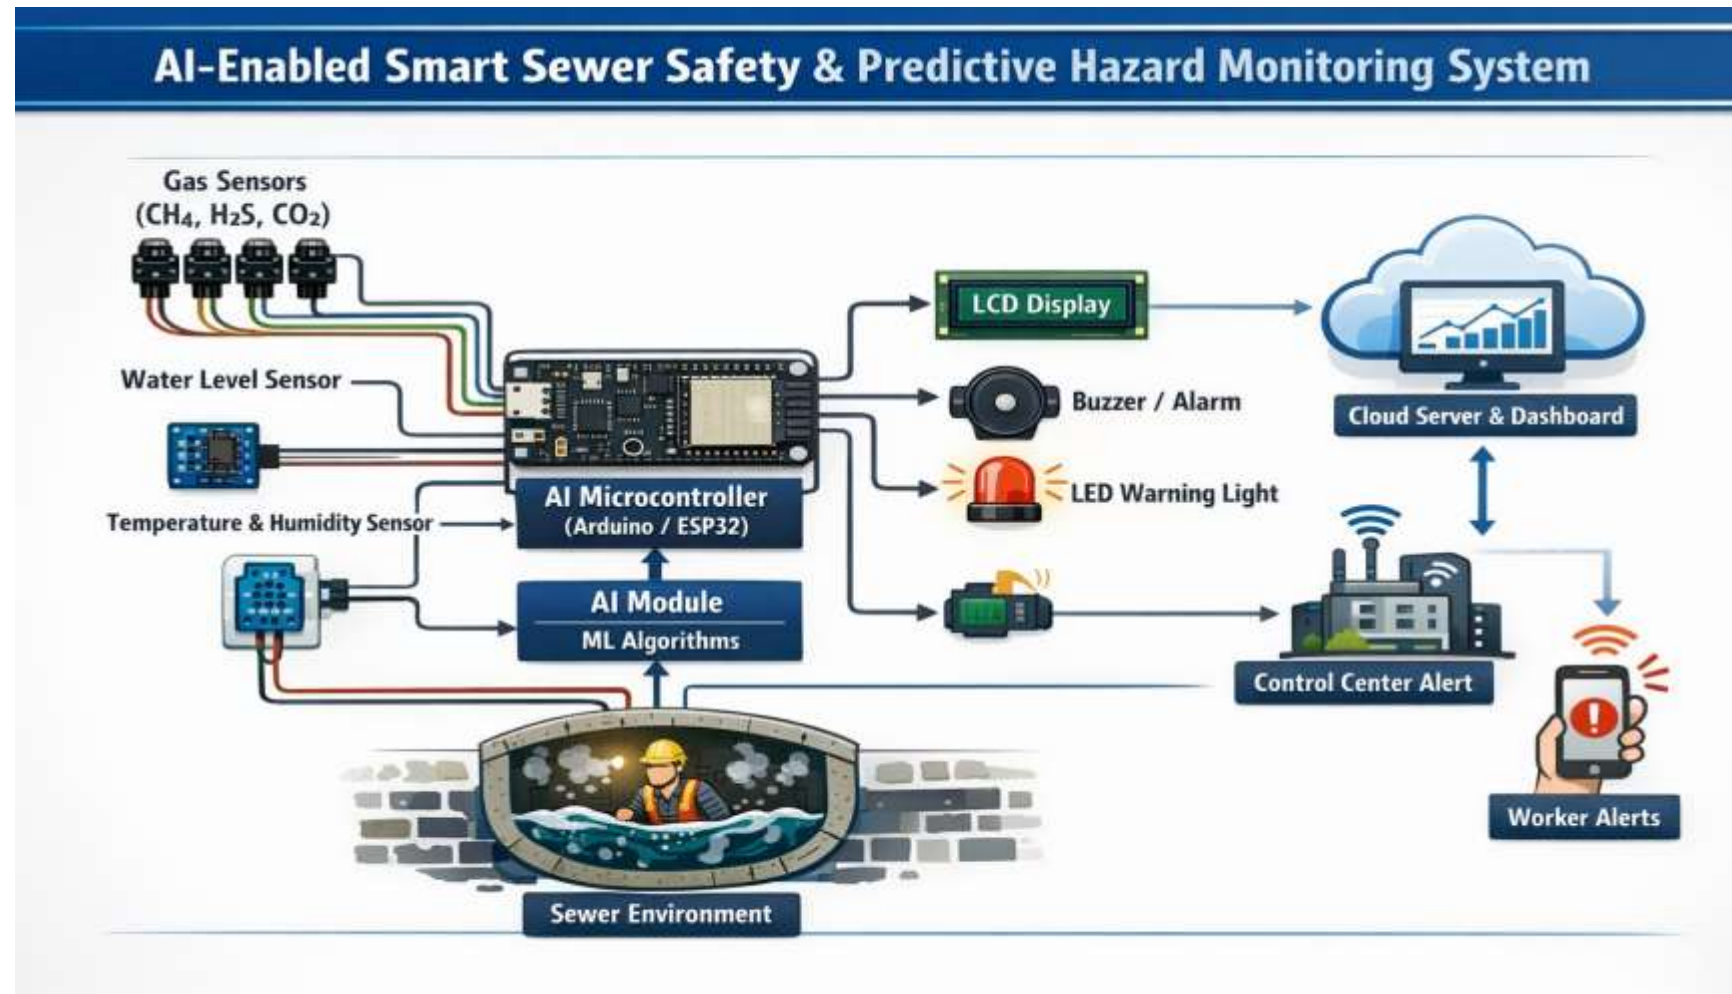 AI-Enabled Smart Sewer Safety & Predictive Hazard Monitoring System
Gas Sensors
(CH₄, H₂S, CO₂)
Water Level Sensor
Temperature & Humidity Sensor
AI Microcontroller
(Arduino / ESP32)
AI Module
ML Algorithms
Sewer Environment
LCD Display
Buzzer / Alarm
LED Warning Light
Cloud Server & Dashboard
Control Center Alert
Worker Alerts